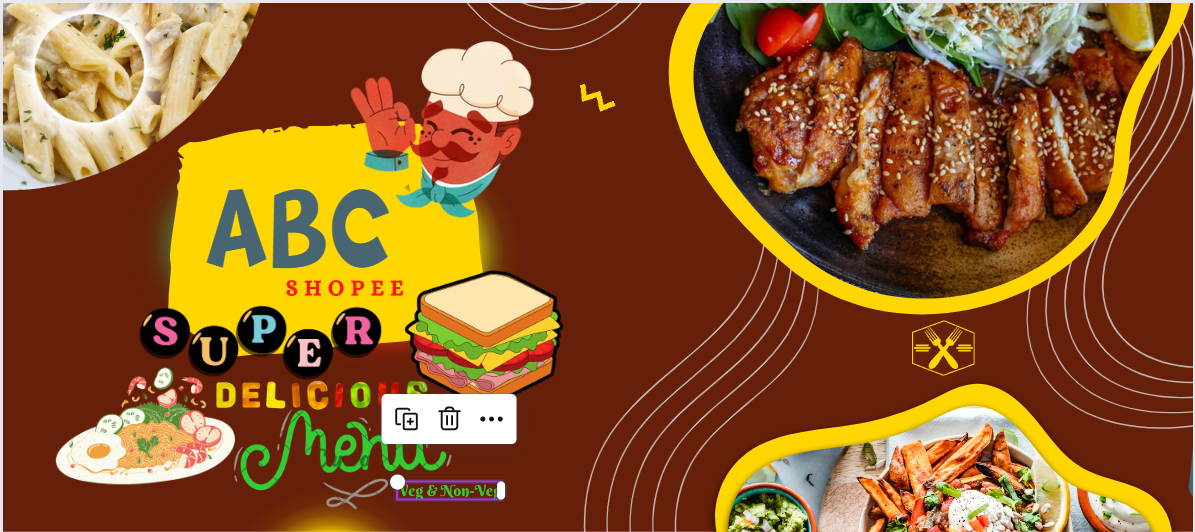 ABC
SHOPEE
SUPER
DELICIOUS
Menu
Veg & Non-Veg